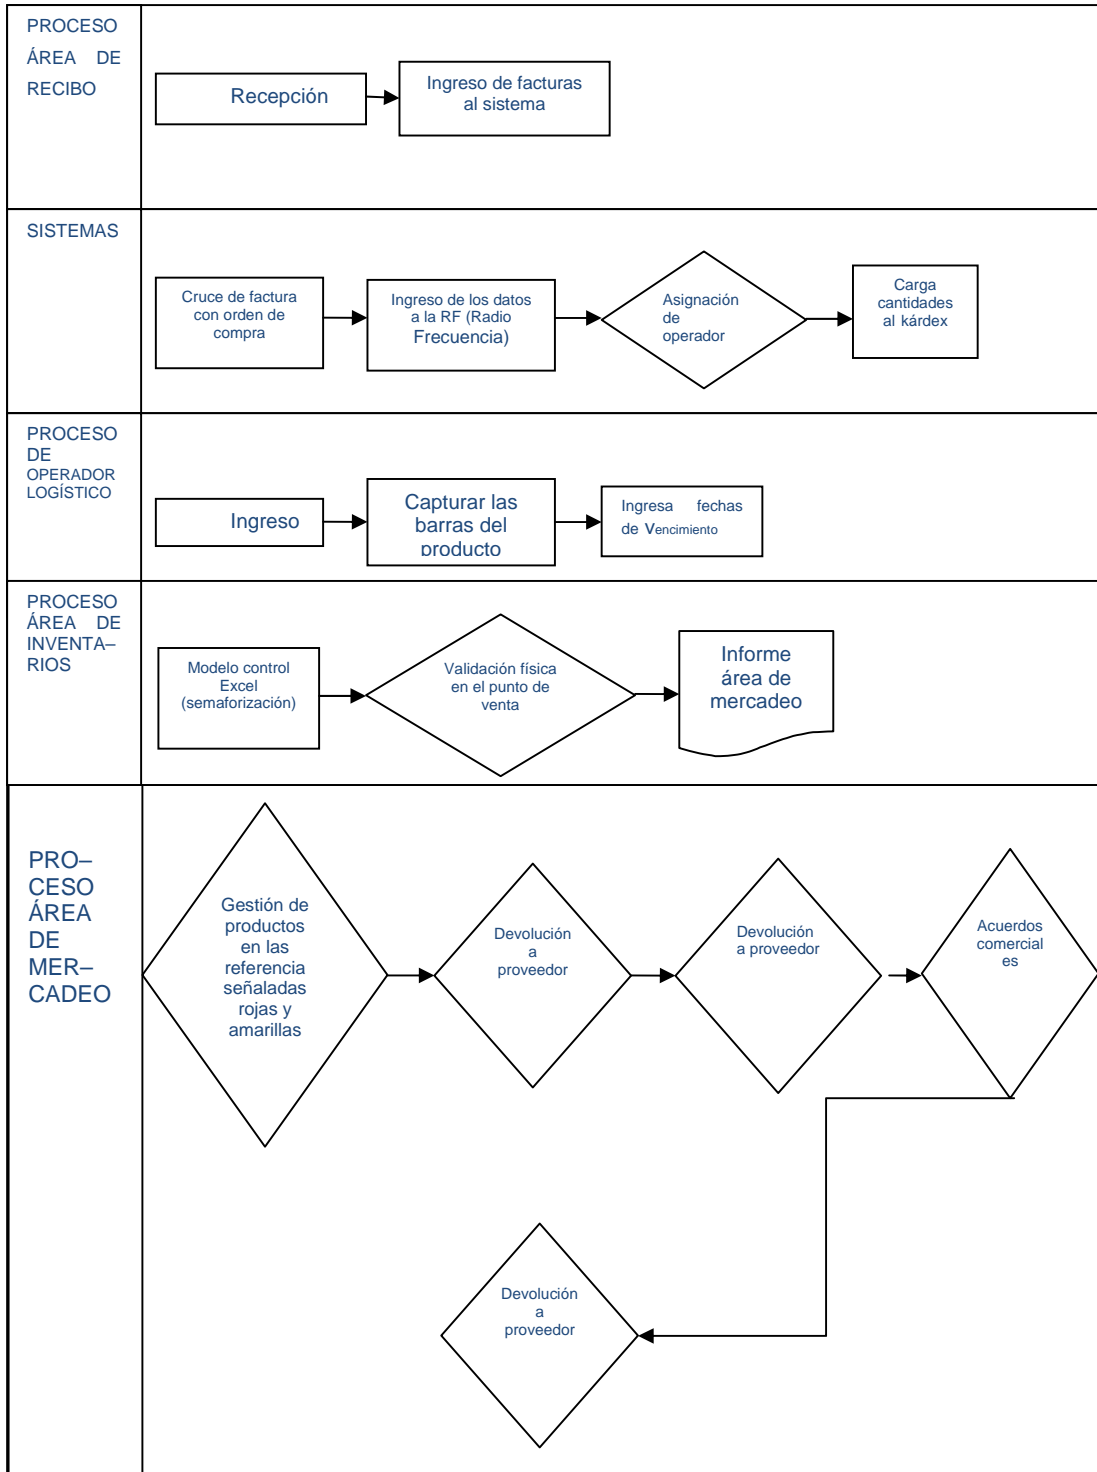 PROCESO
ÁREA DE
RECIBO
Recepción
Ingreso de facturas
al sistema
SISTEMAS
Cruce de factura
con orden de
compra
Ingreso de los datos
a la RF (Radio
Frecuencia)
Asignación
de
operador
Carga
cantidades
al kárdex
PROCESO
DE
OPERADOR
LOGÍSTICO
Ingreso
Capturar las
barras del
producto
Ingresa fechas
de Vencimiento
PROCESO
ÁREA DE
INVENTA–
RIOS
Modelo control
Excel
(semaforización)
Validación física
en el punto de
venta
Informe
área de
mercadeo
PRO–
CESO
ÁREA
DE
MER–
CADEO
Gestión de
productos
en las
referencia
señaladas
rojas y
amarillas
Devolución
a
proveedor
Devolución
a proveedor
Acuerdos
comercial
es
Devolución
a
proveedor